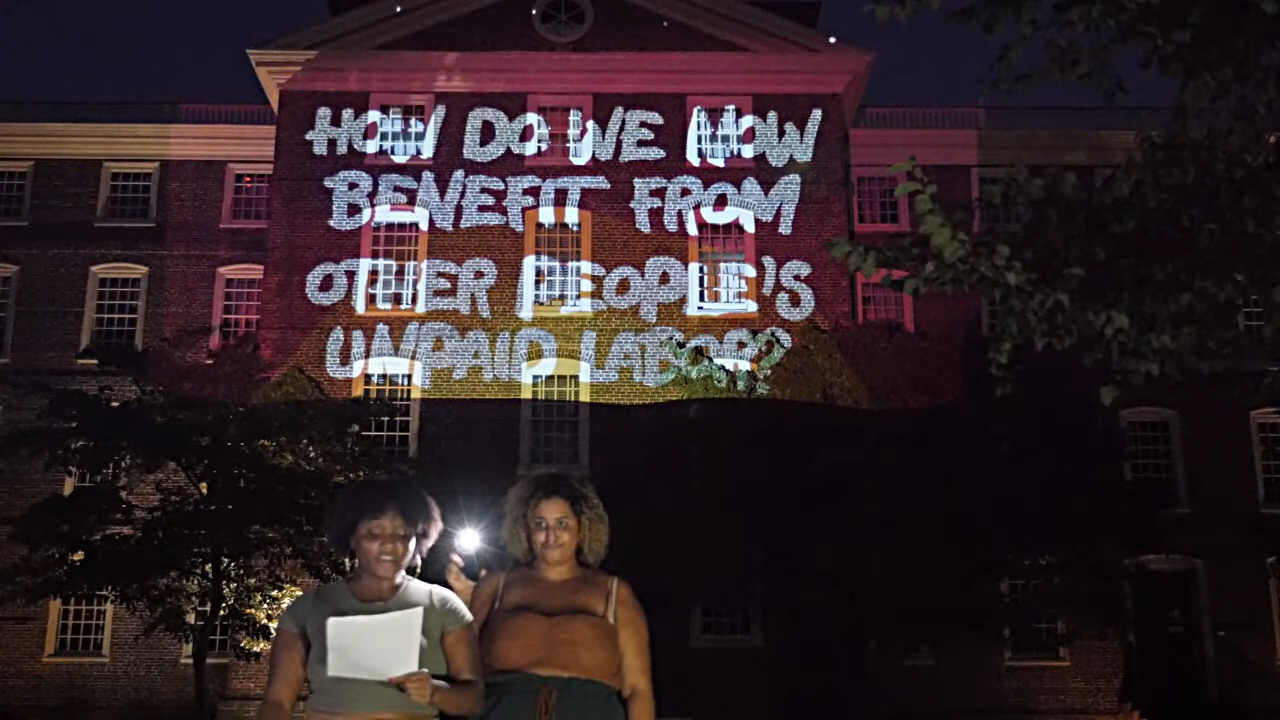 HOW DO WE NOW
BENEFIT FROM
OTHER PEOPLE'S
UNPAID LABOR?